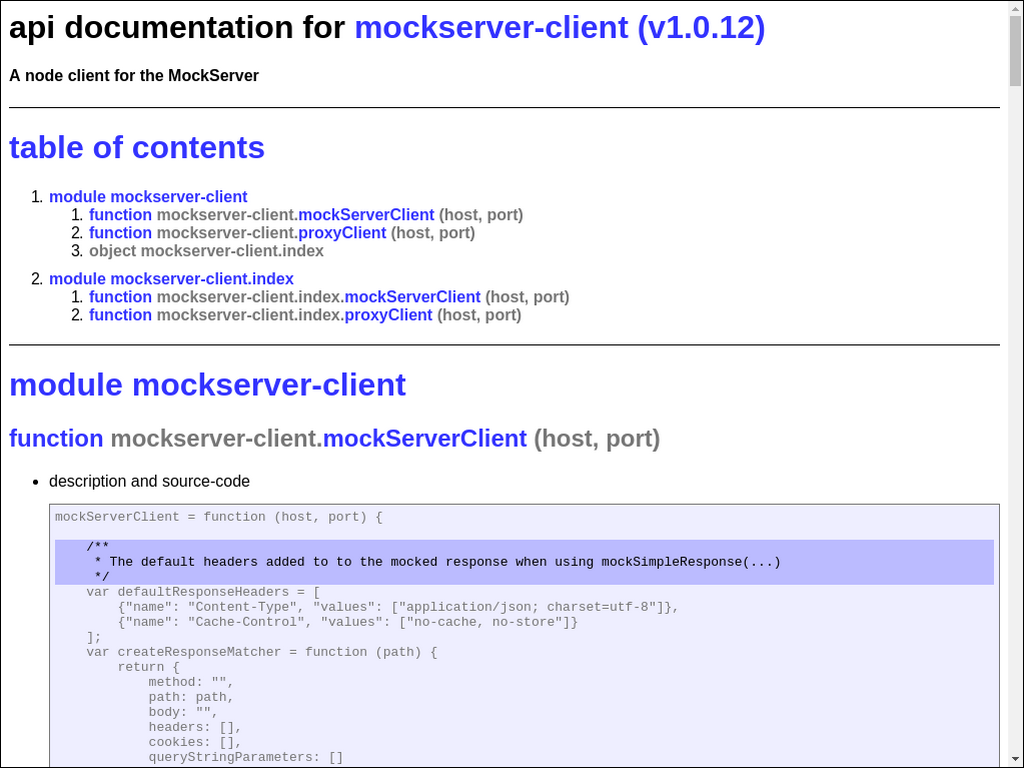 api documentation for mockserver-client (v1.0.12)
A node client for the MockServer
table of contents
1. module mockserver-client
1. function mockserver-client.mockServerClient (host, port)
2. function mockserver-client.proxyClient (host, port)
3. object mockserver-client.index
2. module mockserver-client.index
1. function mockserver-client.index.mockServerClient (host, port)
2. function mockserver-client.index.proxyClient (host, port)
module mockserver-client
function mockserver-client.mockServerClient (host, port)
• description and source-code
mockServerClient = function (host, port) {
    /**
     * The default headers added to to the mocked response when using mockSimpleResponse(...)
     */
    var defaultResponseHeaders = [
        {"name": "Content-Type", "values": ["application/json; charset=utf-8"]},
        {"name": "Cache-Control", "values": ["no-cache, no-store"]}
    ];
    var createResponseMatcher = function (path) {
        return {
            method: "",
            path: path,
            body: "",
            headers: [],
            cookies: [],
            queryStringParameters: []